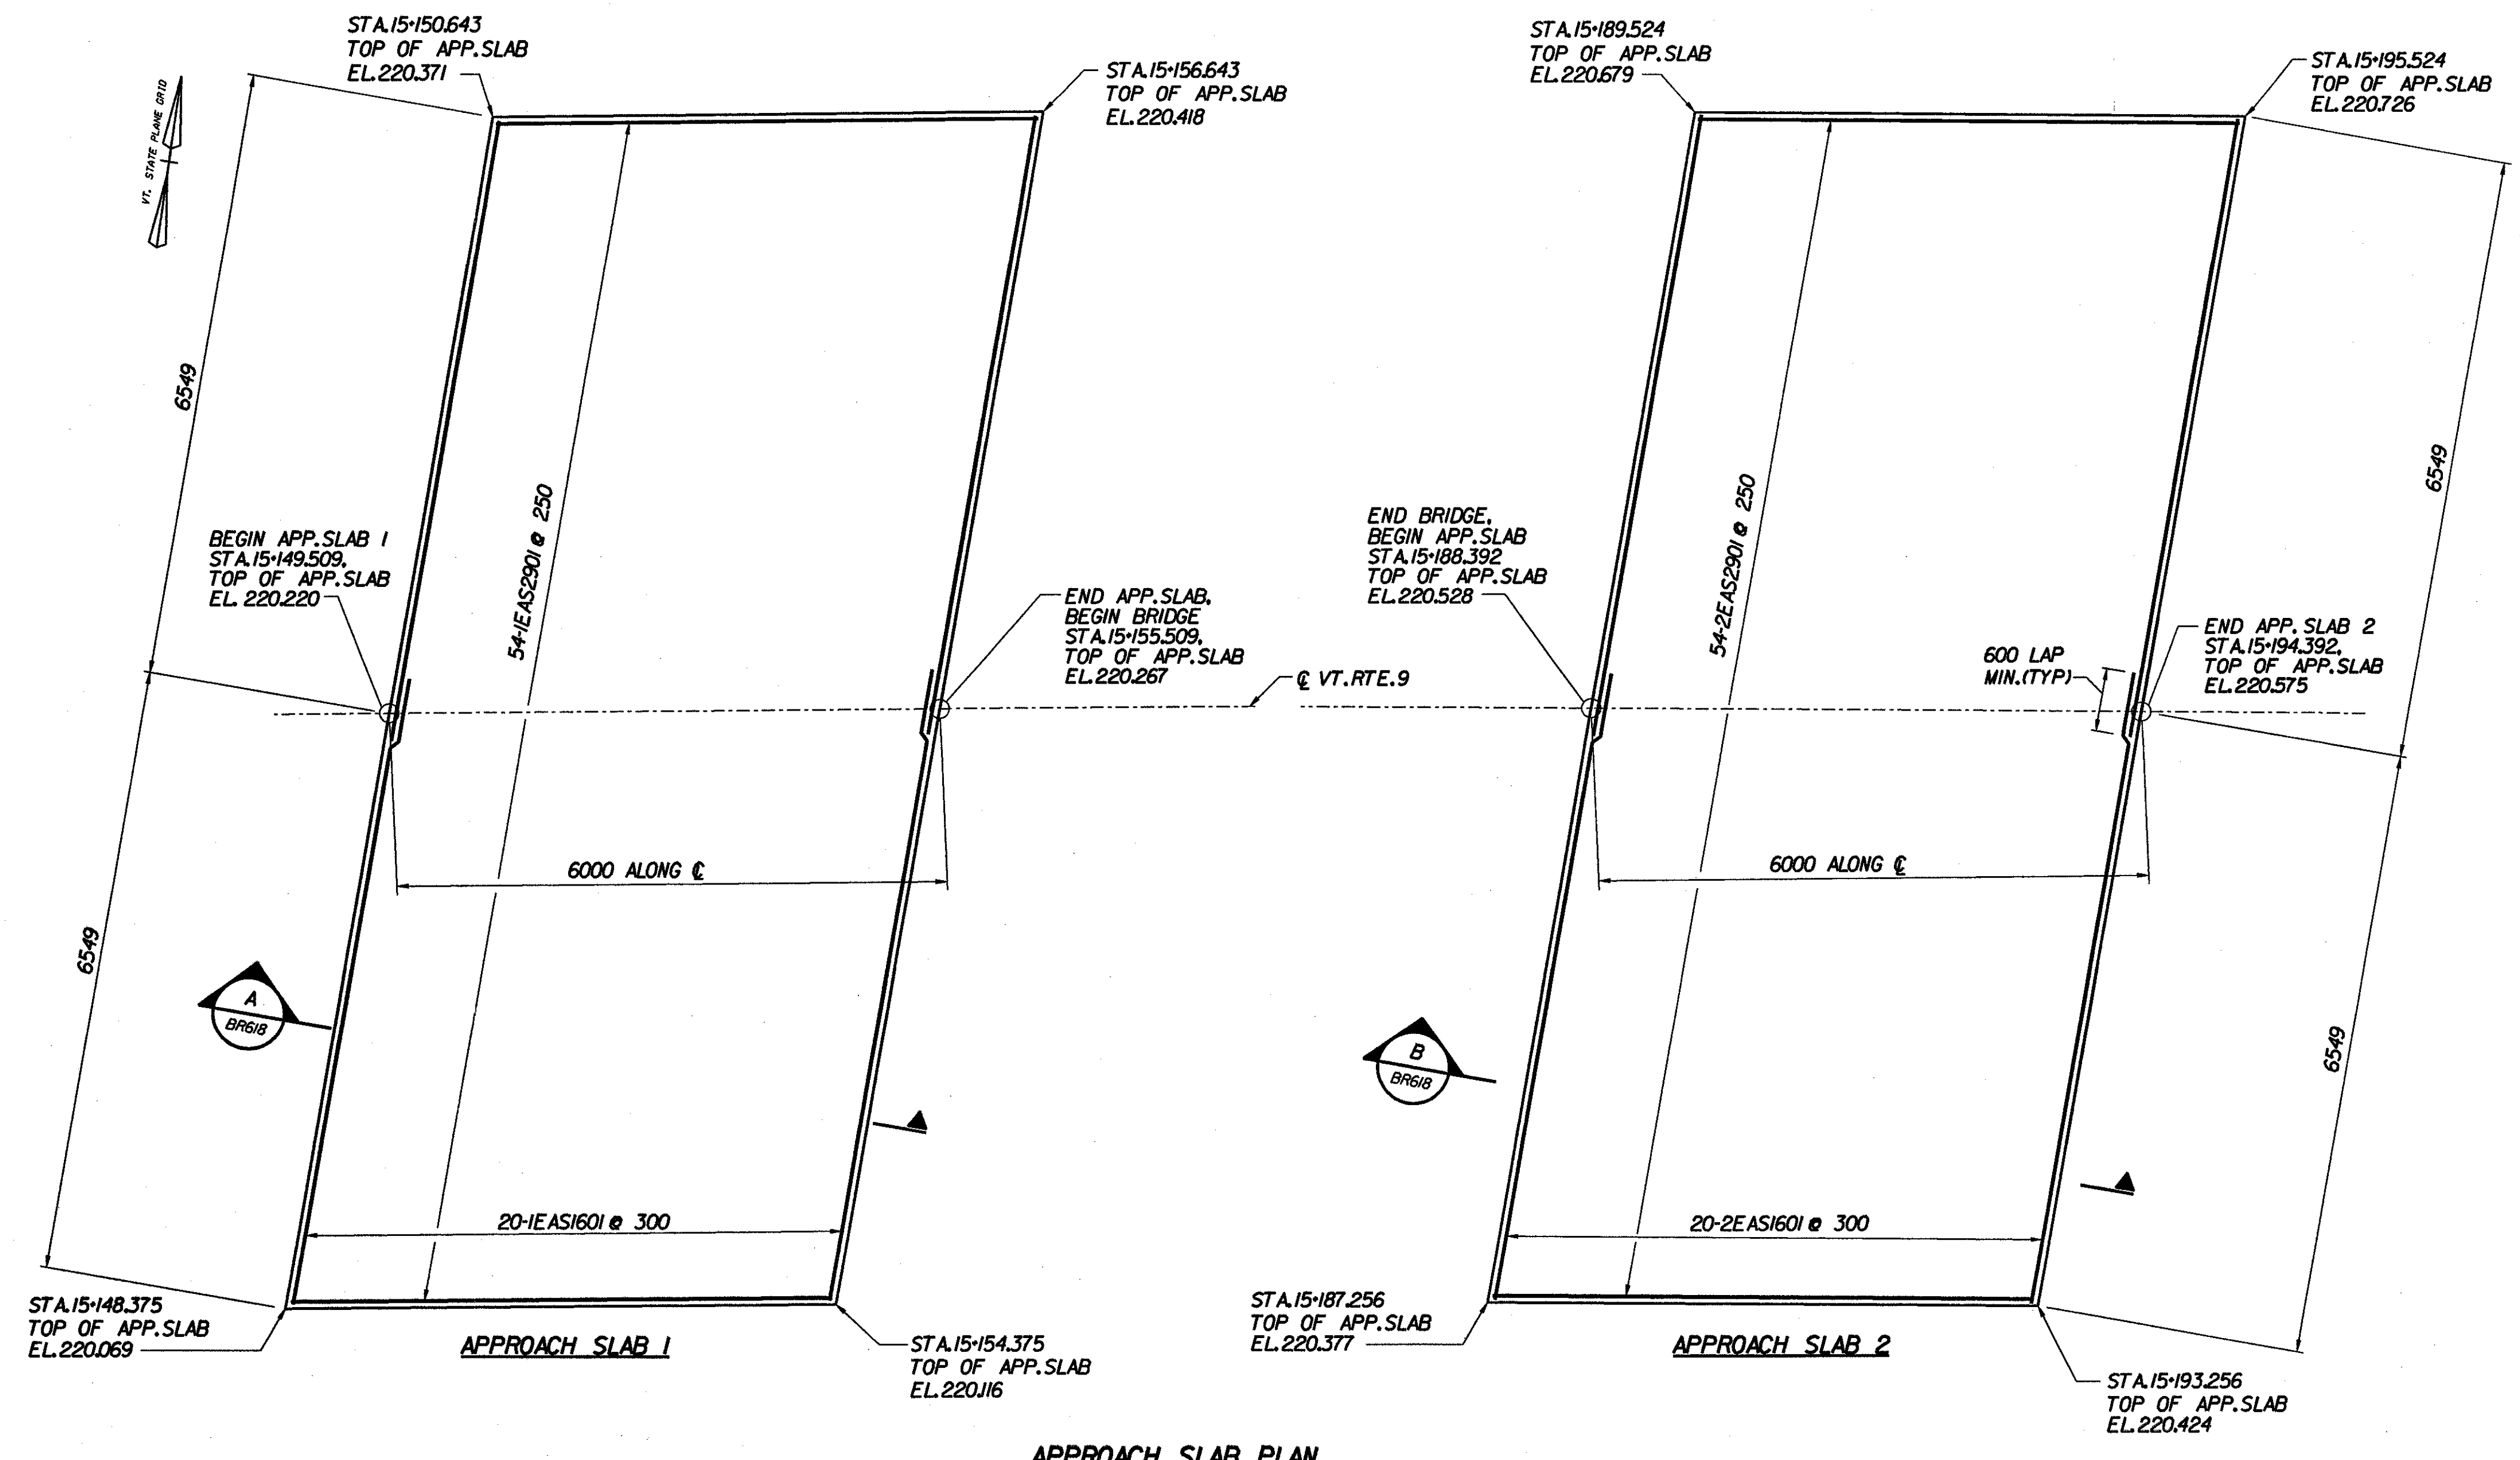 STA.15+150.643
TOP OF APP.SLAB
EL.220.371
STA.15+156.643
TOP OF APP.SLAB
EL.220.418
STA.15+189.524
TOP OF APP.SLAB
EL.220.679
STA.15+195.524
TOP OF APP.SLAB
EL.220.726
VT. STATE PLANE GRID
6549
54-1EAS2901 @ 250
BEGIN APP.SLAB 1
STA.15+149.509,
TOP OF APP.SLAB
EL. 220.220
END APP.SLAB,
BEGIN BRIDGE
STA.15+155.509,
TOP OF APP.SLAB
EL.220.267
℄ VT.RTE.9
END BRIDGE,
BEGIN APP.SLAB
STA.15+188.392
TOP OF APP.SLAB
EL.220.528
54-2EAS2901 @ 250
6549
600 LAP
MIN.(TYP)
END APP. SLAB 2
STA.15+194.392,
TOP OF APP.SLAB
EL.220.575
6000 ALONG ℄
6000 ALONG ℄
6549
A
BR618
B
BR618
6549
20-1EAS1601 @ 300
20-2EAS1601 @ 300
STA.15+148.375
TOP OF APP.SLAB
EL.220.069
APPROACH SLAB 1
STA.15+154.375
TOP OF APP.SLAB
EL.220.116
STA.15+187.256
TOP OF APP.SLAB
EL.220.377
APPROACH SLAB 2
STA.15+193.256
TOP OF APP.SLAB
EL.220.424
APPROACH SLAB PLAN